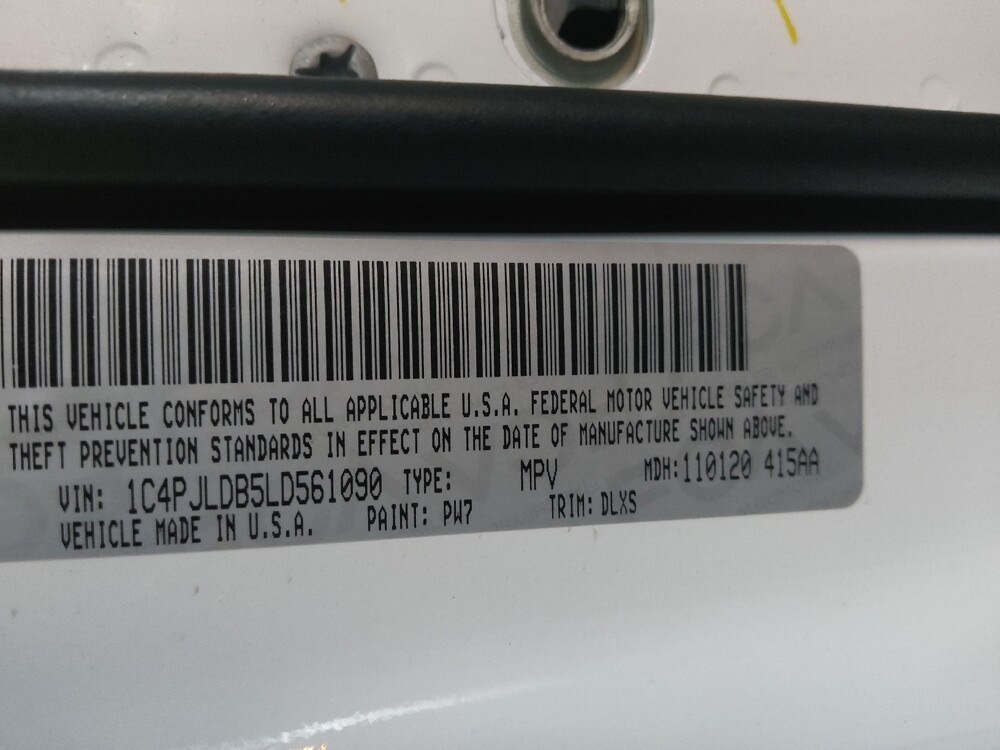 THIS VEHICLE CONFORMS TO ALL APPLICABLE U.S.A. FEDERAL MOTOR VEHICLE SAFETY AND
THEFT PREVENTION STANDARDS IN EFFECT ON THE DATE OF MANUFACTURE SHOWN ABOVE.
VIN: 1C4PJLDB5LD561090 TYPE: MPV MDH:110120 415AA
VEHICLE MADE IN U.S.A. PAINT: PW7 TRIM: DLXS